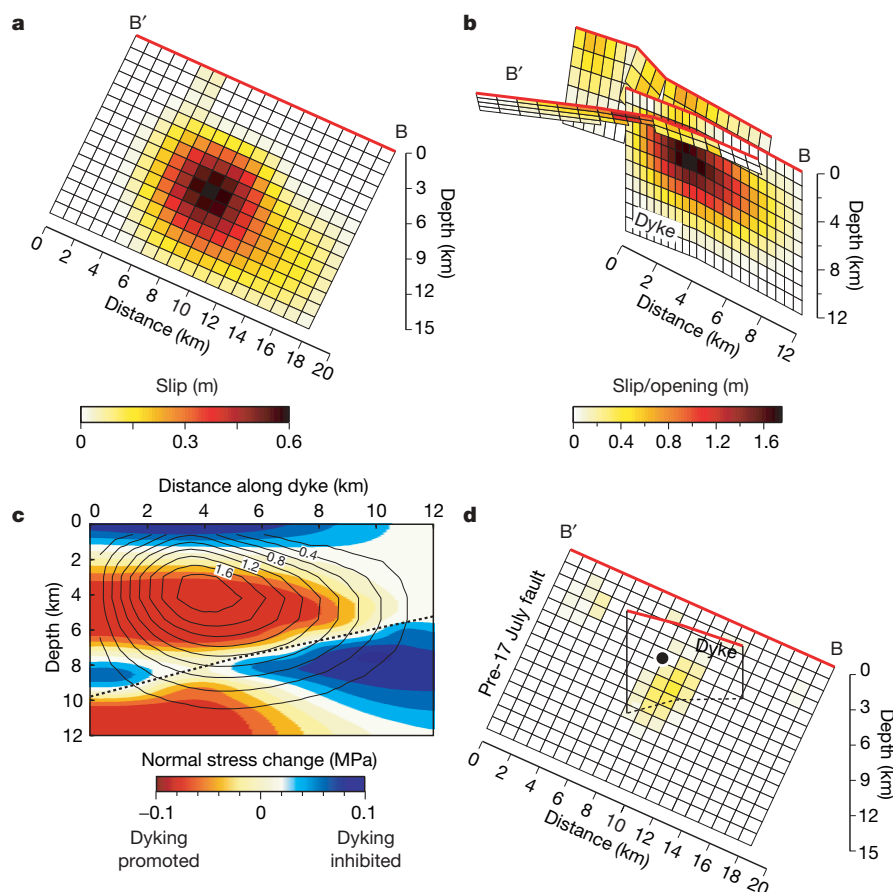 a
B′
B
0
3
6
9
12
15
Depth (km)
0 2 4 6 8 10 12 14 16 18 20
Distance (km)
Slip (m)
0 0.3 0.6
b
B′
B
Dyke
0
4
8
12
Depth (km)
0 2 4 6 8 10 12
Distance (km)
Slip/opening (m)
0 0.4 0.8 1.2 1.6
c
Distance along dyke (km)
0 2 4 6 8 10 12
0
2
4
6
8
10
12
Depth (km)
1.6 1.2 0.8 0.4
Normal stress change (MPa)
−0.1 0 0.1
Dyking promoted
Dyking inhibited
d
B′
B
Pre-17 July fault
Dyke
0
3
6
9
12
15
Depth (km)
0 2 4 6 8 10 12 14 16 18 20
Distance (km)